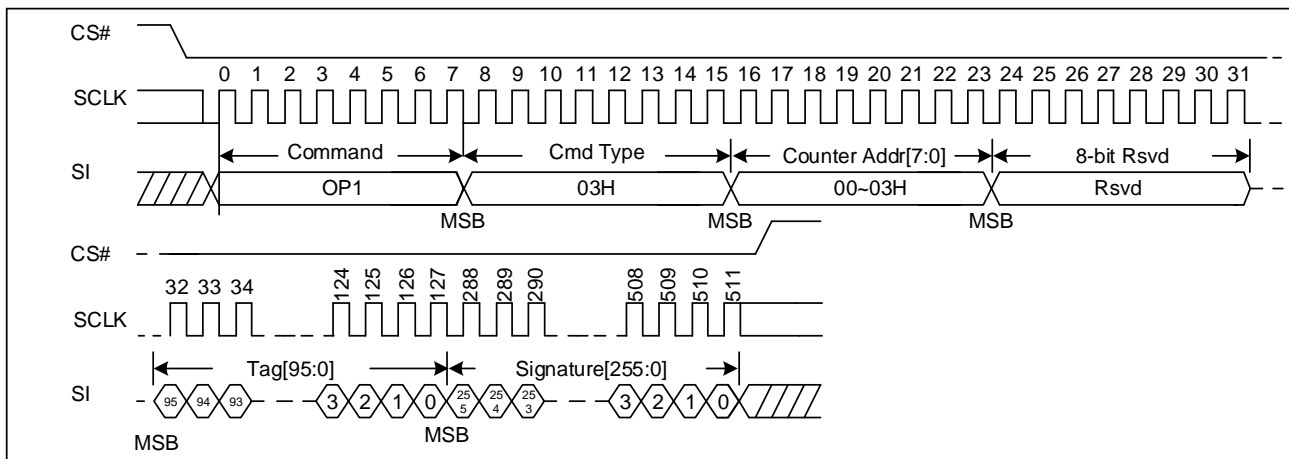 CS#
0 1 2 3 4 5 6 7 8 9 10 11 12 13 14 15 16 17 18 19 20 21 22 23 24 25 26 27 28 29 30 31
SCLK
Command Cmd Type Counter Addr[7:0] 8-bit Rsvd
SI
OP1 03H 00~03H Rsvd
MSB MSB MSB
CS#
32 33 34 124 125 126 127 288 289 290 508 509 510 511
SCLK
Tag[95:0] Signature[255:0]
SI
95 94 93 3 2 1 0 255 254 253 3 2 1 0
MSB MSB